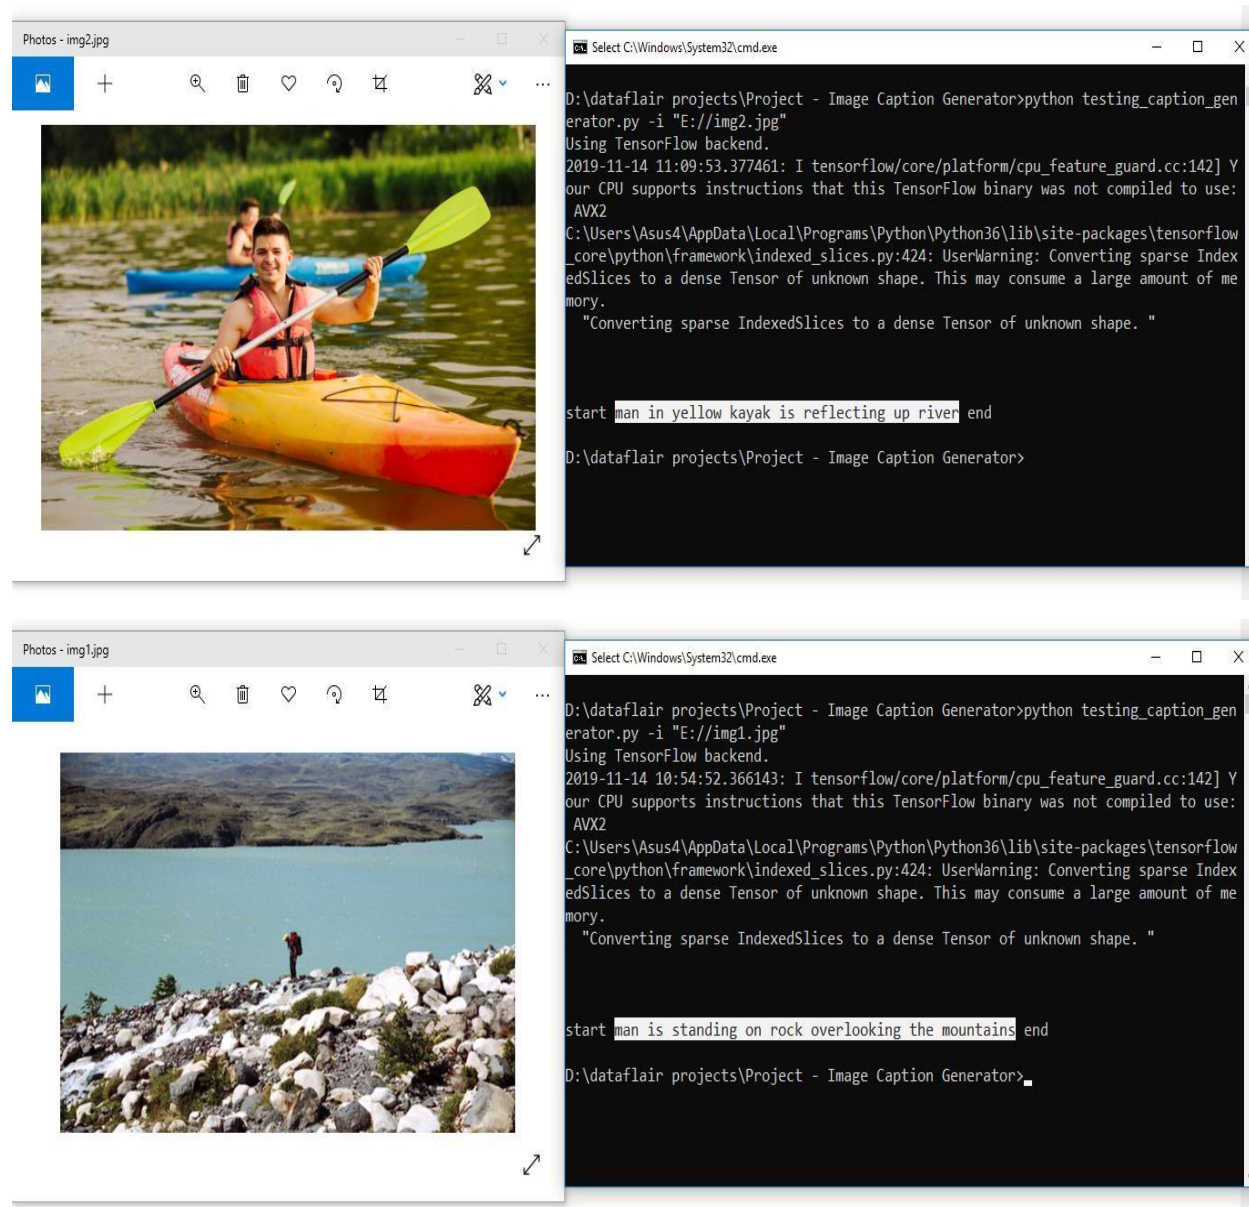 Photos - img2.jpg
Select C:\Windows\System32\cmd.exe
D:\dataflair projects\Project - Image Caption Generator>python testing_caption_gen
erator.py -i "E://img2.jpg"
Using TensorFlow backend.
2019-11-14 11:09:53.377461: I tensorflow/core/platform/cpu_feature_guard.cc:142] Y
our CPU supports instructions that this TensorFlow binary was not compiled to use:
AVX2
C:\Users\Asus4\AppData\Local\Programs\Python\Python36\lib\site-packages\tensorflow
_core\python\framework\indexed_slices.py:424: UserWarning: Converting sparse Index
edSlices to a dense Tensor of unknown shape. This may consume a large amount of me
mory.
"Converting sparse IndexedSlices to a dense Tensor of unknown shape. "
start man in yellow kayak is reflecting up river end
D:\dataflair projects\Project - Image Caption Generator>
Photos - img1.jpg
Select C:\Windows\System32\cmd.exe
D:\dataflair projects\Project - Image Caption Generator>python testing_caption_gen
erator.py -i "E://img1.jpg"
Using TensorFlow backend.
2019-11-14 10:54:52.366143: I tensorflow/core/platform/cpu_feature_guard.cc:142] Y
our CPU supports instructions that this TensorFlow binary was not compiled to use:
AVX2
C:\Users\Asus4\AppData\Local\Programs\Python\Python36\lib\site-packages\tensorflow
_core\python\framework\indexed_slices.py:424: UserWarning: Converting sparse Index
edSlices to a dense Tensor of unknown shape. This may consume a large amount of me
mory.
"Converting sparse IndexedSlices to a dense Tensor of unknown shape. "
start man is standing on rock overlooking the mountains end
D:\dataflair projects\Project - Image Caption Generator>